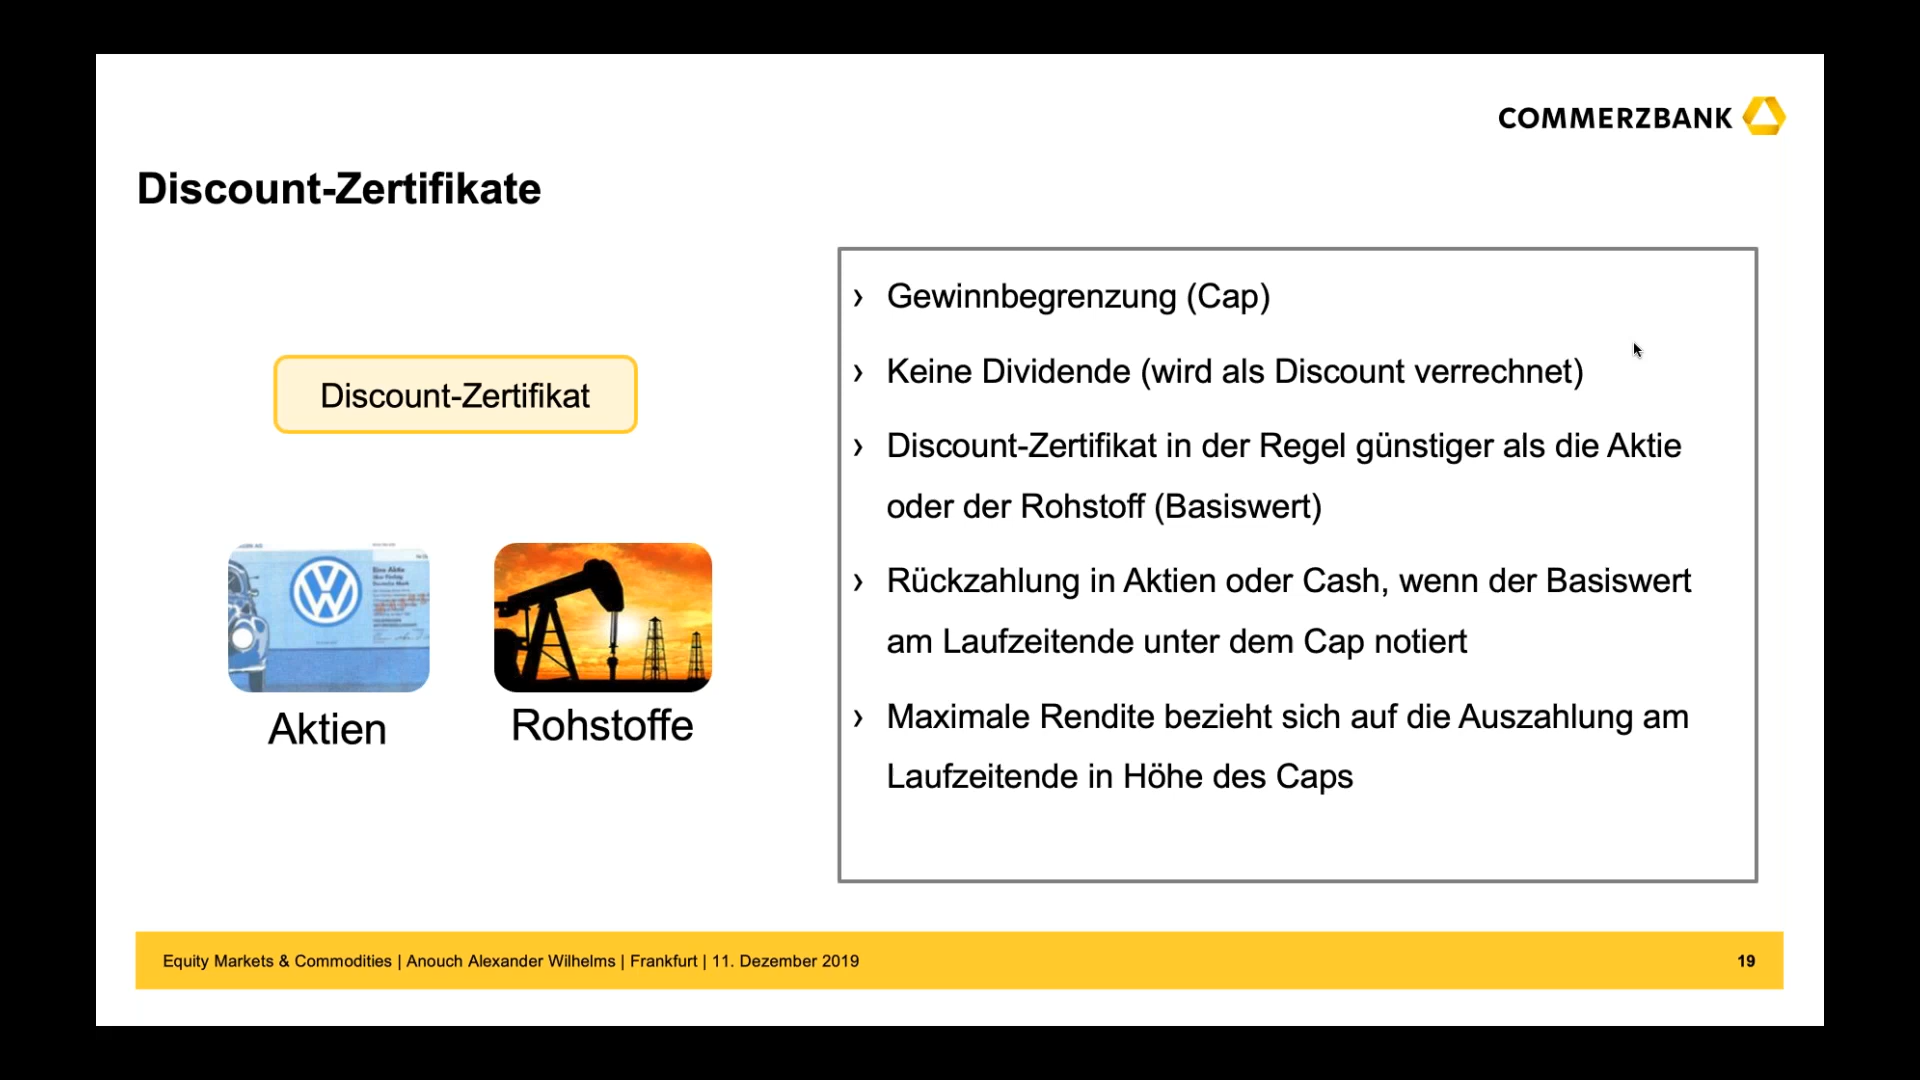 COMMERZBANK
Discount-Zertifikate
Discount-Zertifikat
Aktien
Rohstoffe
› Gewinnbegrenzung (Cap)
› Keine Dividende (wird als Discount verrechnet)
› Discount-Zertifikat in der Regel günstiger als die Aktie
oder der Rohstoff (Basiswert)
› Rückzahlung in Aktien oder Cash, wenn der Basiswert
am Laufzeitende unter dem Cap notiert
› Maximale Rendite bezieht sich auf die Auszahlung am
Laufzeitende in Höhe des Caps
Equity Markets & Commodities | Anouch Alexander Wilhelms | Frankfurt | 11. Dezember 2019
19